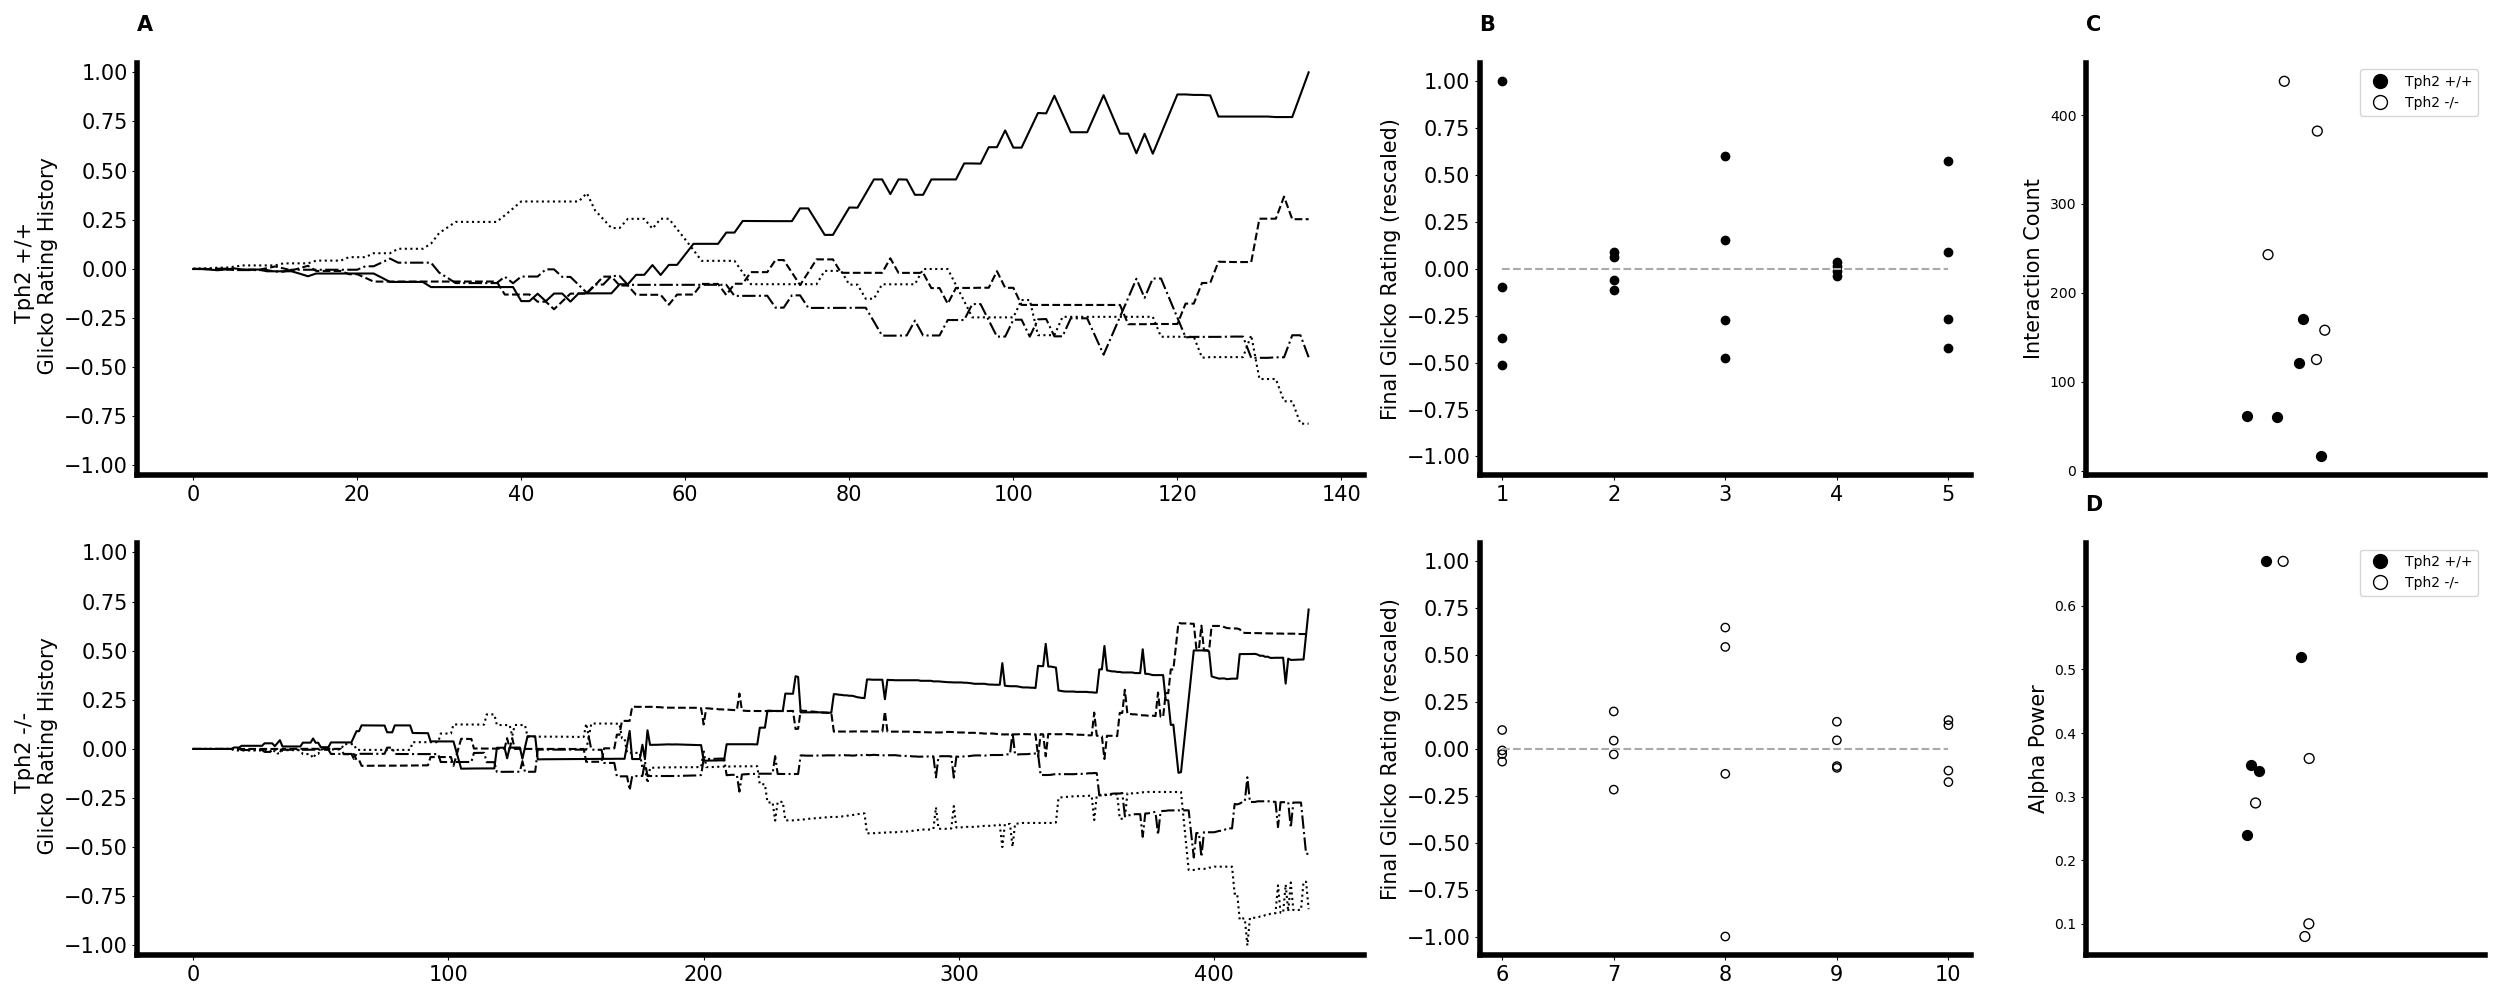 A
Tph2 +/+
Glicko Rating History
1.00
0.75
0.50
0.25
0.00
−0.25
−0.50
−0.75
−1.00
0 20 40 60 80 100 120 140
B
Final Glicko Rating (rescaled)
1.00
0.75
0.50
0.25
0.00
−0.25
−0.50
−0.75
−1.00
1 2 3 4 5
C
Interaction Count
400
300
200
100
0
Tph2 +/+
Tph2 -/-
Tph2 -/-
Glicko Rating History
1.00
0.75
0.50
0.25
0.00
−0.25
−0.50
−0.75
−1.00
0 100 200 300 400
Final Glicko Rating (rescaled)
1.00
0.75
0.50
0.25
0.00
−0.25
−0.50
−0.75
−1.00
6 7 8 9 10
D
Alpha Power
0.6
0.5
0.4
0.3
0.2
0.1
Tph2 +/+
Tph2 -/-